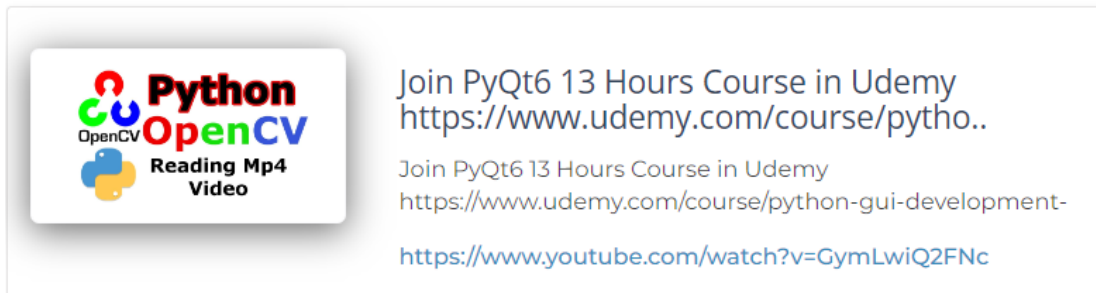 Python
OpenCV
OpenCV
Reading Mp4
Video
Join PyQt6 13 Hours Course in Udemy
https://www.udemy.com/course/pytho..
Join PyQt6 13 Hours Course in Udemy
https://www.udemy.com/course/python-gui-development-
https://www.youtube.com/watch?v=GymLwiQ2FNc